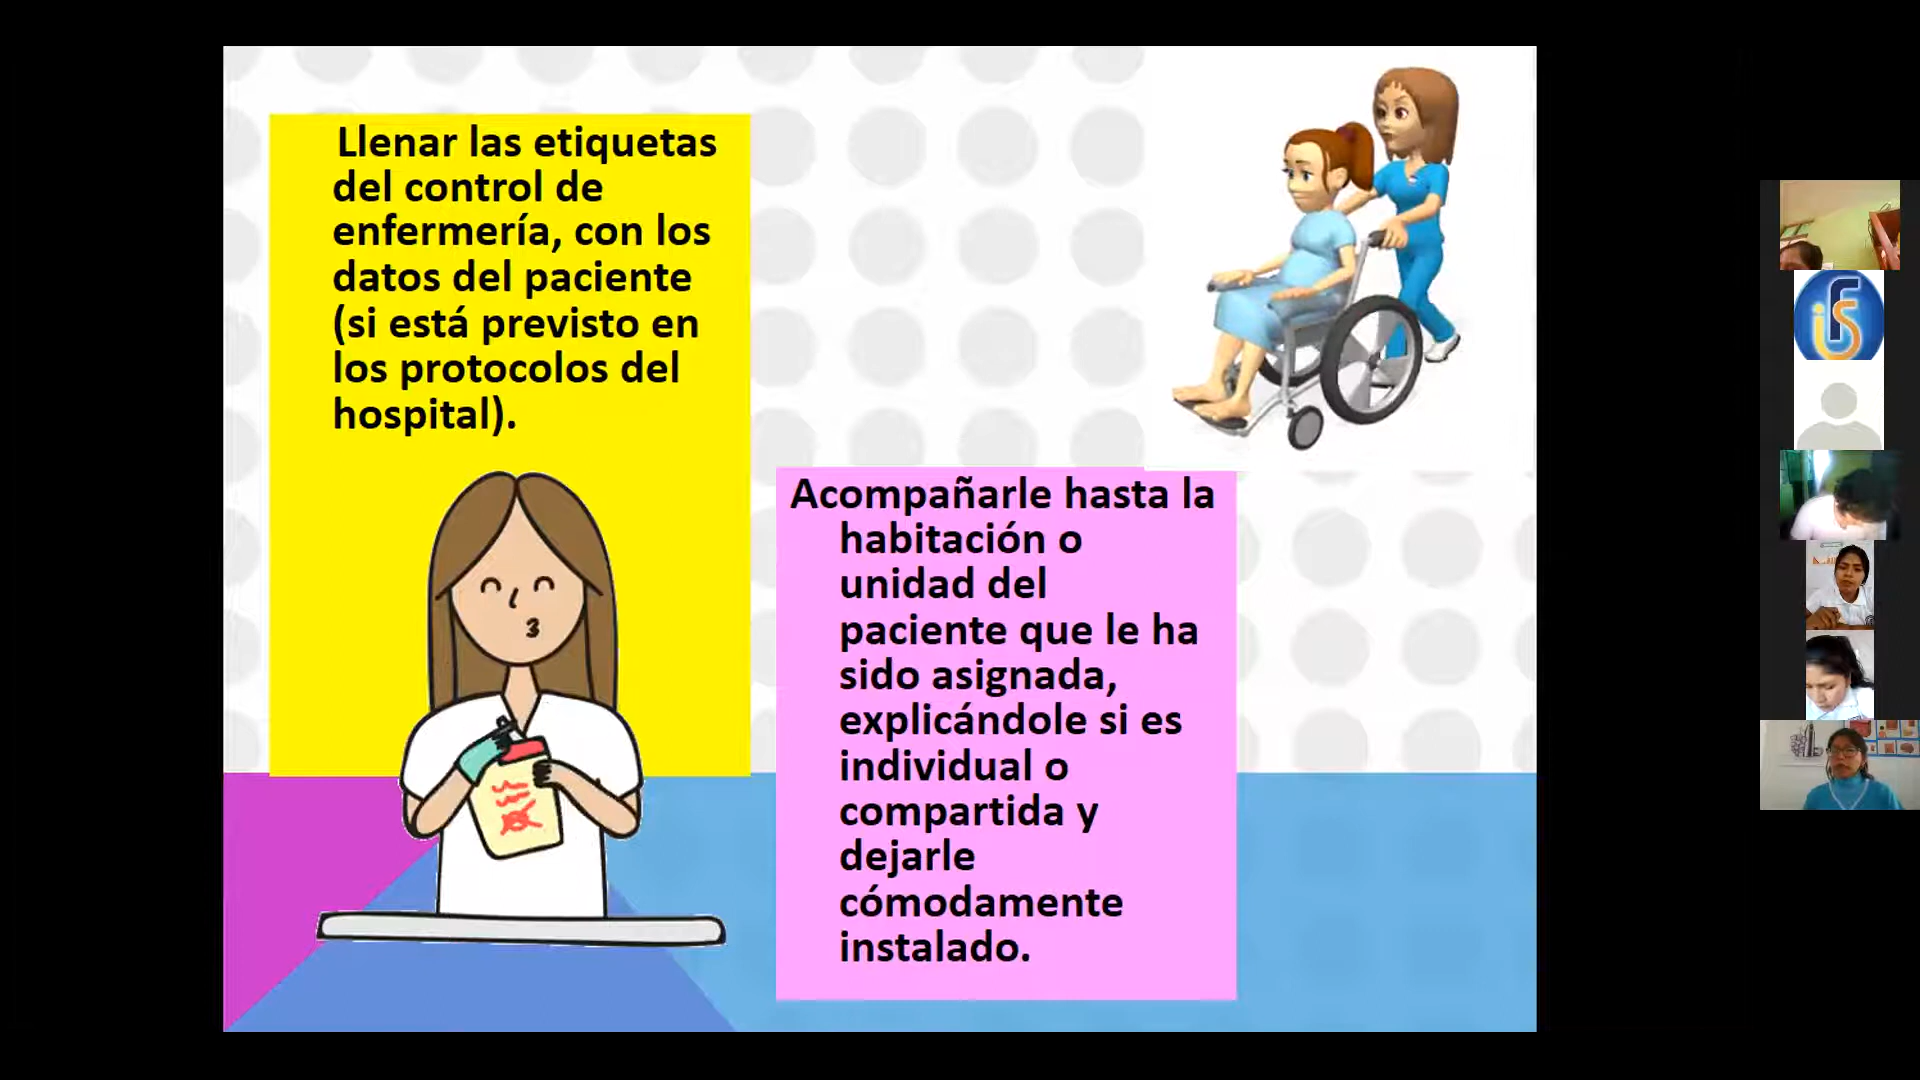 Llenar las etiquetas
del control de
enfermería, con los
datos del paciente
(si está previsto en
los protocolos del
hospital).
Acompañarle hasta la
habitación o
unidad del
paciente que le ha
sido asignada,
explicándole si es
individual o
compartida y
dejarle
cómodamente
instalado.